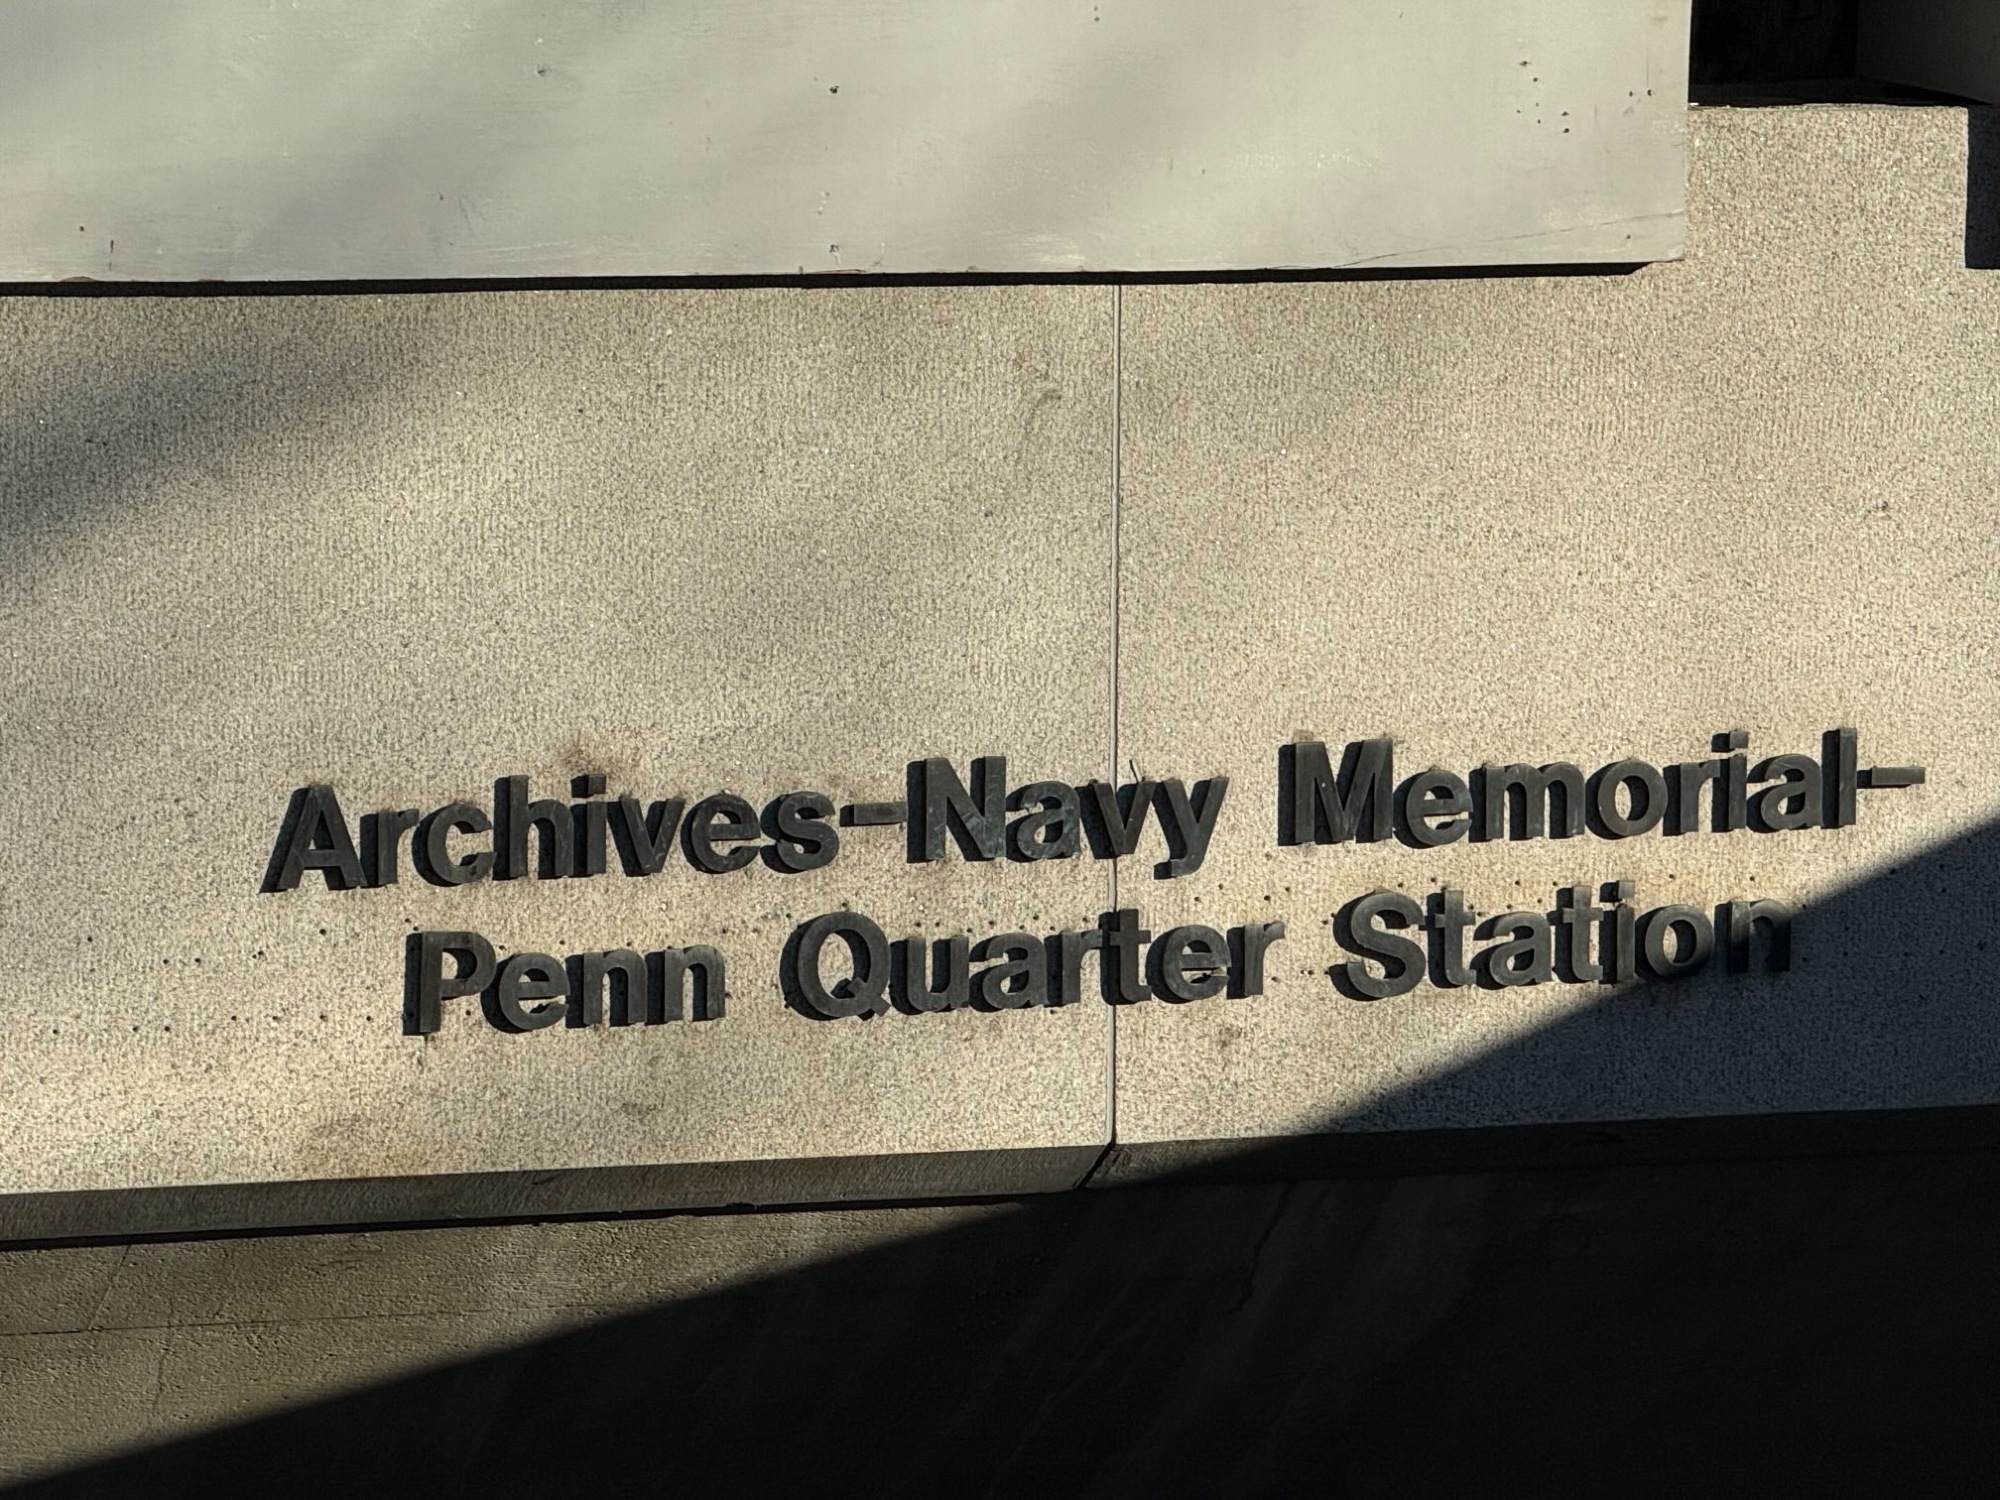 Archives-Navy Memorial-
Penn Quarter Station